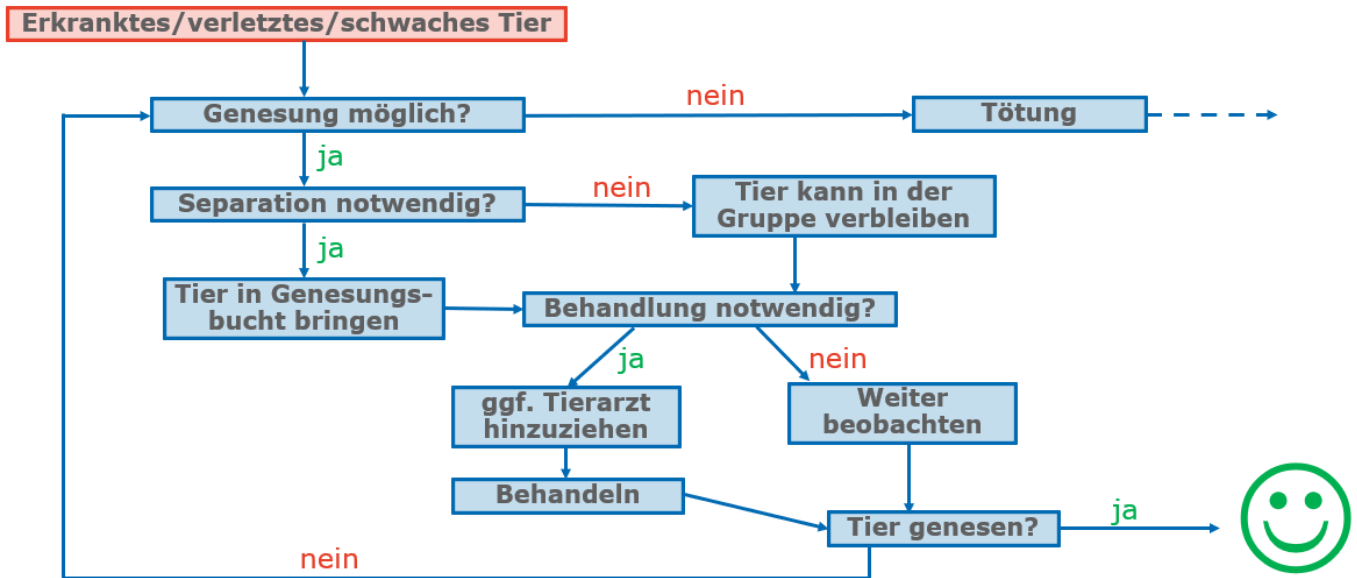 Erkranktes/verletztes/schwaches Tier
Genesung möglich?
nein
Tötung
ja
Separation notwendig?
nein
Tier kann in der
Gruppe verbleiben
ja
Tier in Genesungs-
bucht bringen
Behandlung notwendig?
ja
nein
ggf. Tierarzt
hinzuziehen
Weiter
beobachten
Behandeln
Tier genesen?
ja
nein